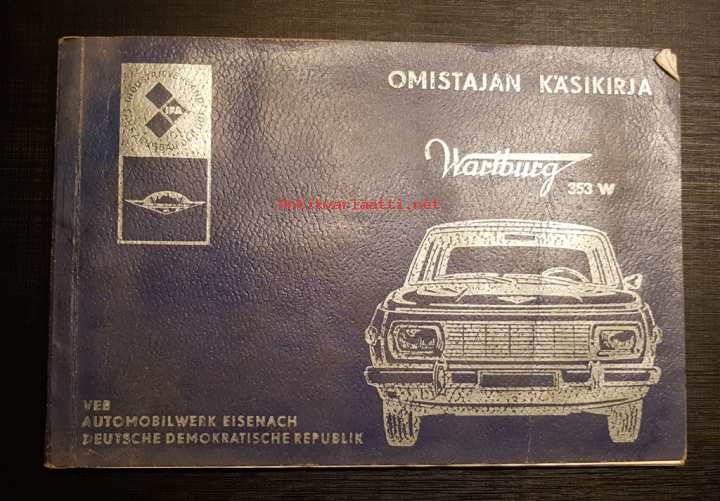 OMISTAJAN KÄSIKIRJA
IFA
Wartburg
353 W
Antikvariaatti.net
VEB
AUTOMOBILWERK EISENACH
DEUTSCHE DEMOKRATISCHE REPUBLIK